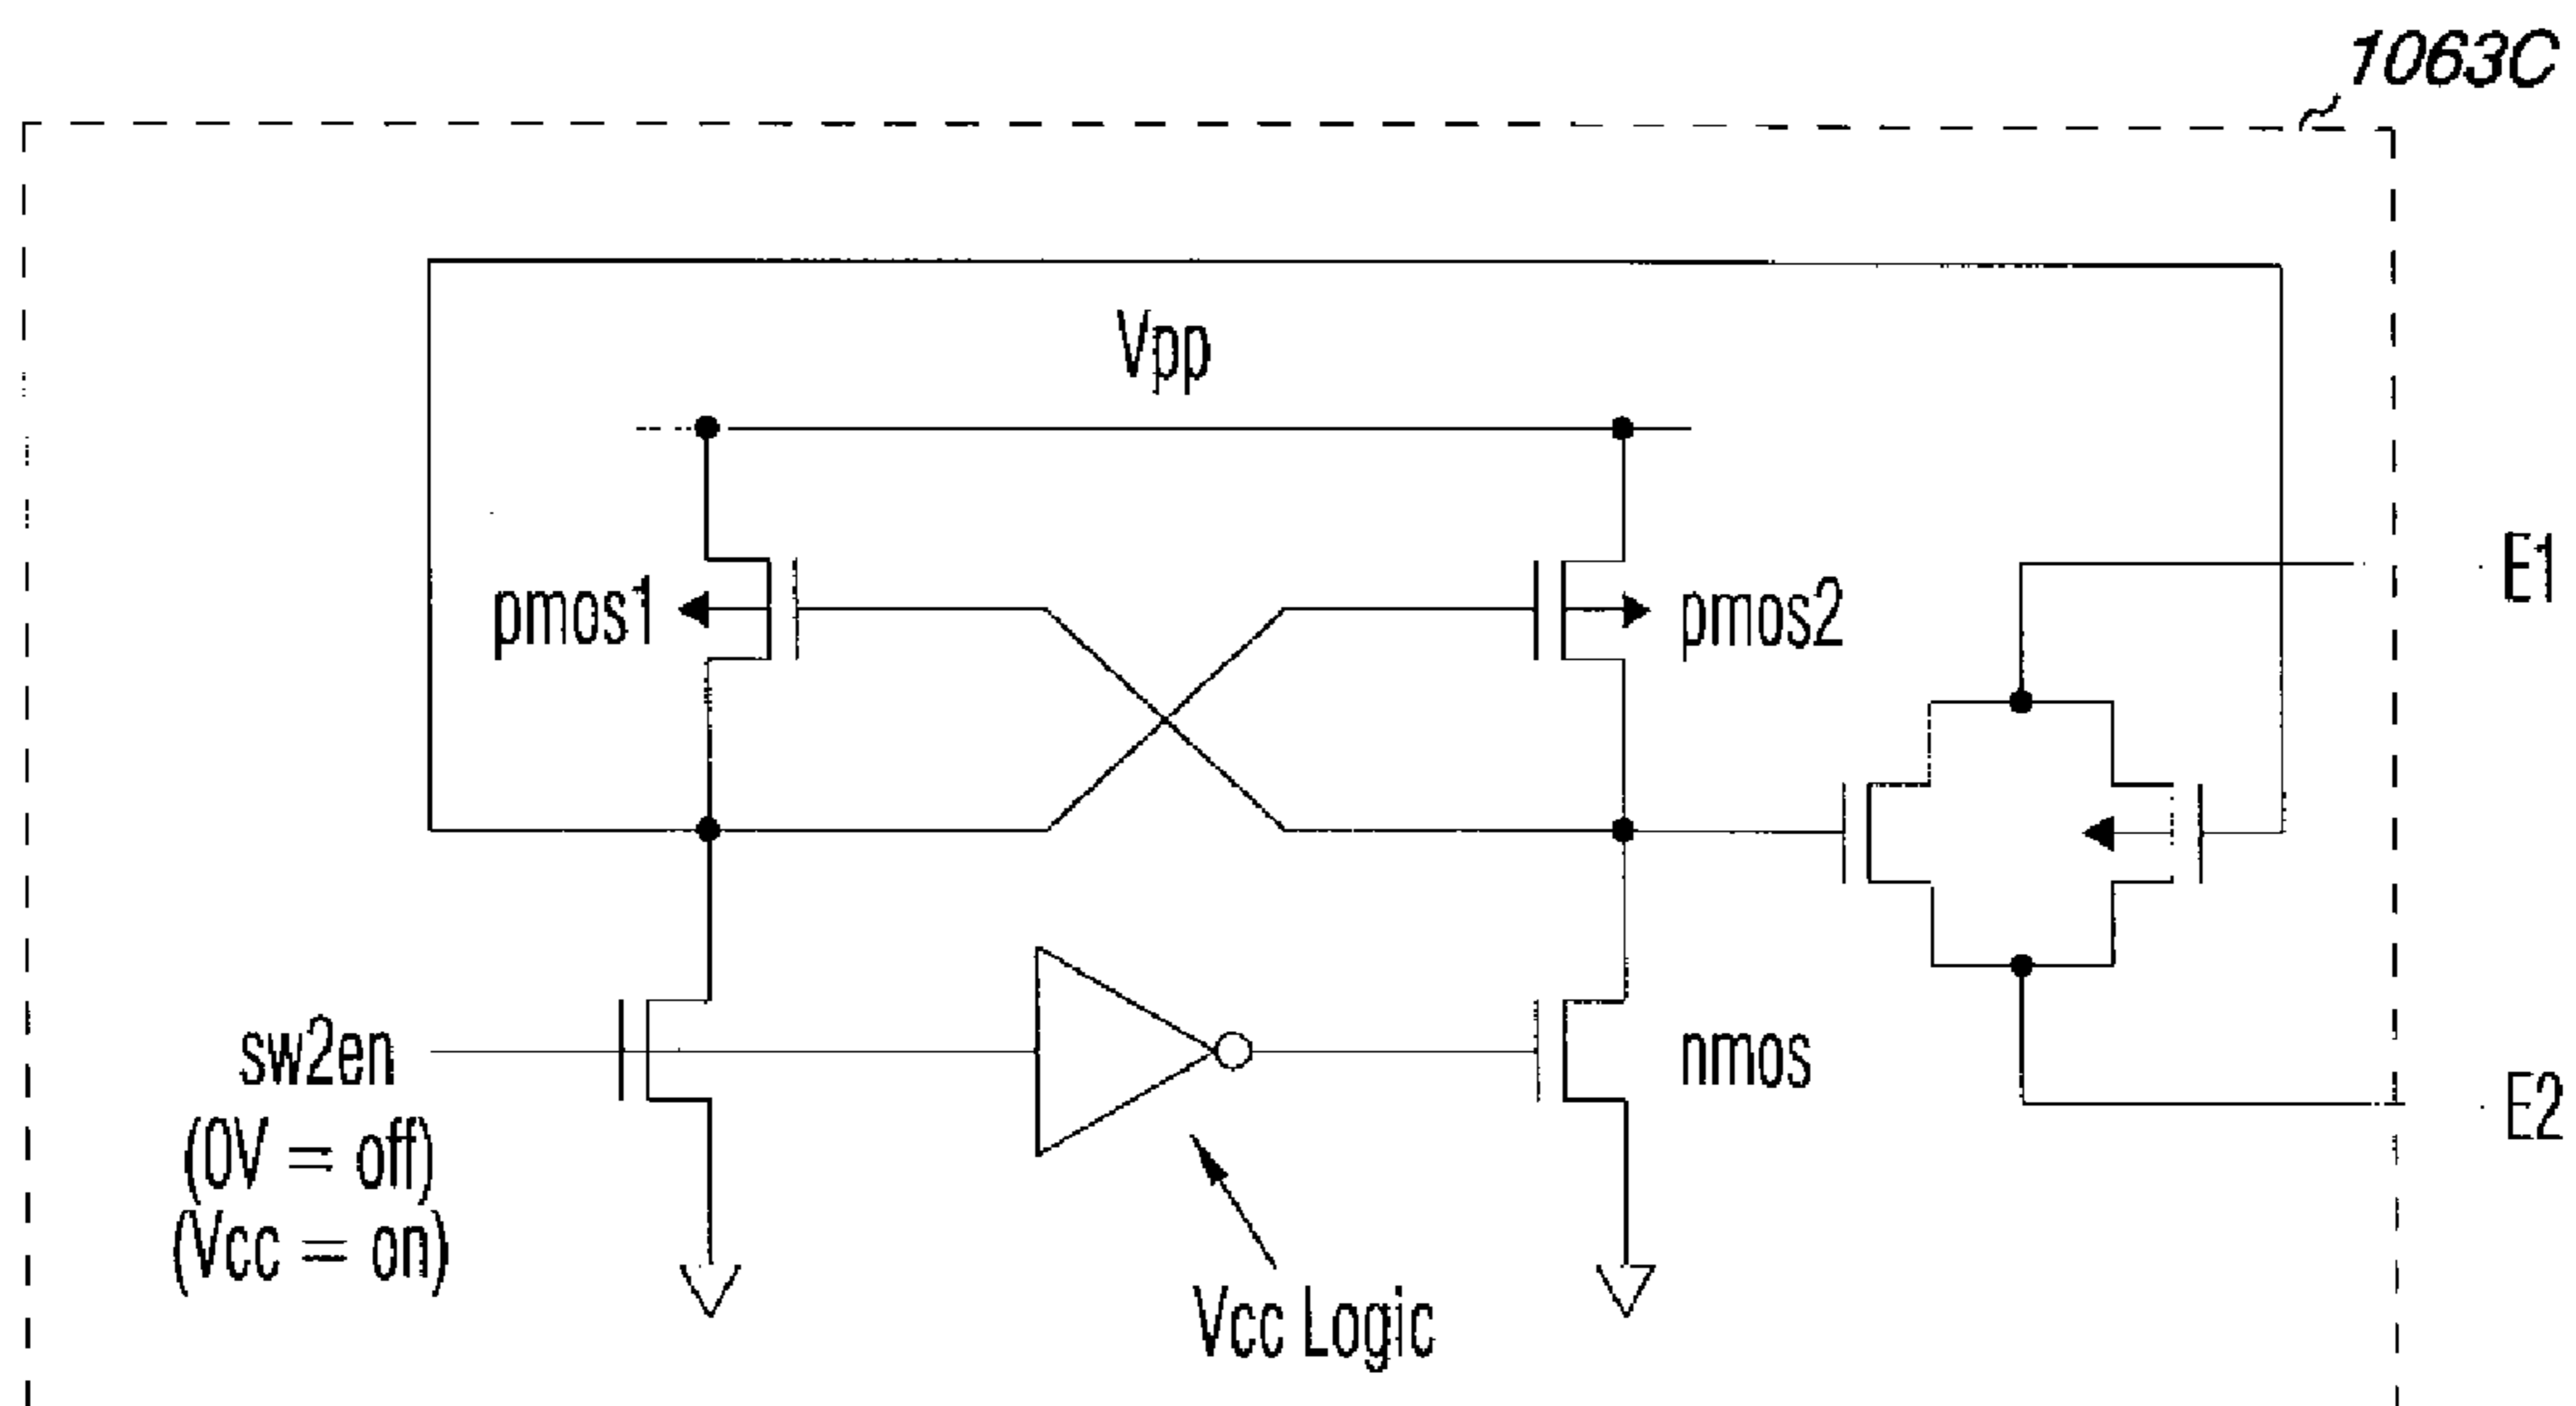 1063C
Vpp
E1
pmos1
pmos2
sw2en
(0V = off)
(Vcc = on)
nmos
E2
Vcc Logic